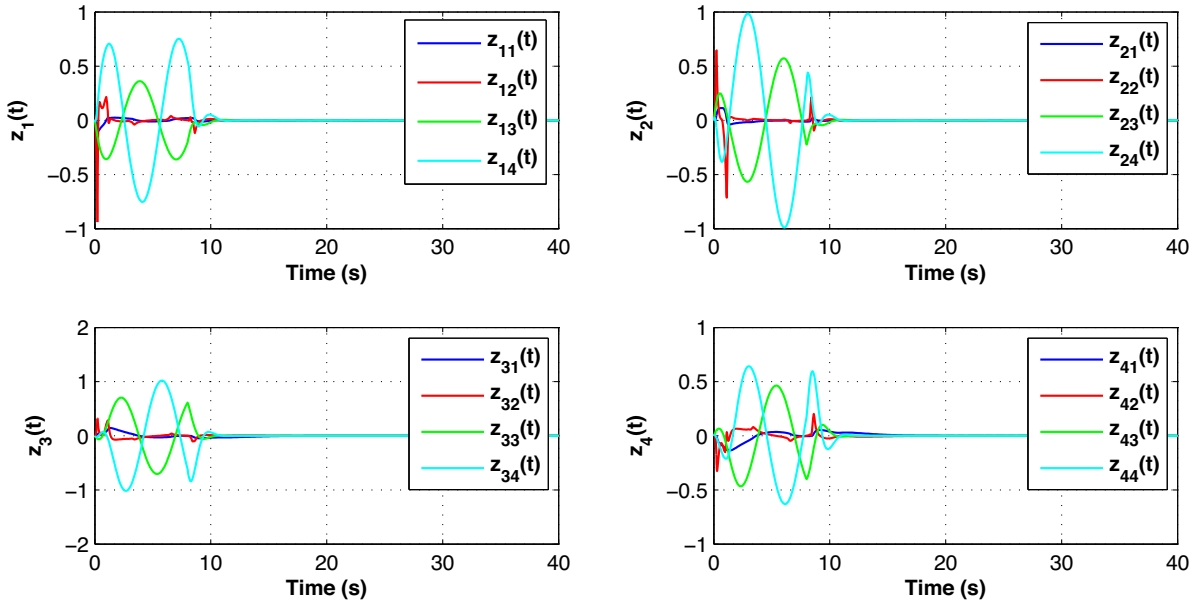 1
0.5
0
−0.5
−1
0
10
20
30
40
Time (s)
z1(t)
z11(t)
z12(t)
z13(t)
z14(t)
1
0.5
0
−0.5
−1
0
10
20
30
40
Time (s)
z2(t)
z21(t)
z22(t)
z23(t)
z24(t)
2
1
0
−1
−2
0
10
20
30
40
Time (s)
z3(t)
z31(t)
z32(t)
z33(t)
z34(t)
1
0.5
0
−0.5
−1
0
10
20
30
40
Time (s)
z4(t)
z41(t)
z42(t)
z43(t)
z44(t)